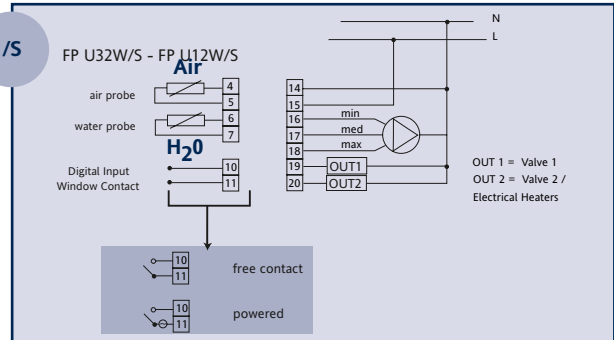 /S
FP U32W/S - FP U12W/S
Air
air probe
4
5
water probe
6
7
H20
Digital Input
Window Contact
10
11
N
L
14
15
16
min
17
med
18
max
19
OUT1
20
OUT2
OUT 1 = Valve 1
OUT 2 = Valve 2 /
Electrical Heaters
10
11
free contact
10
11
powered